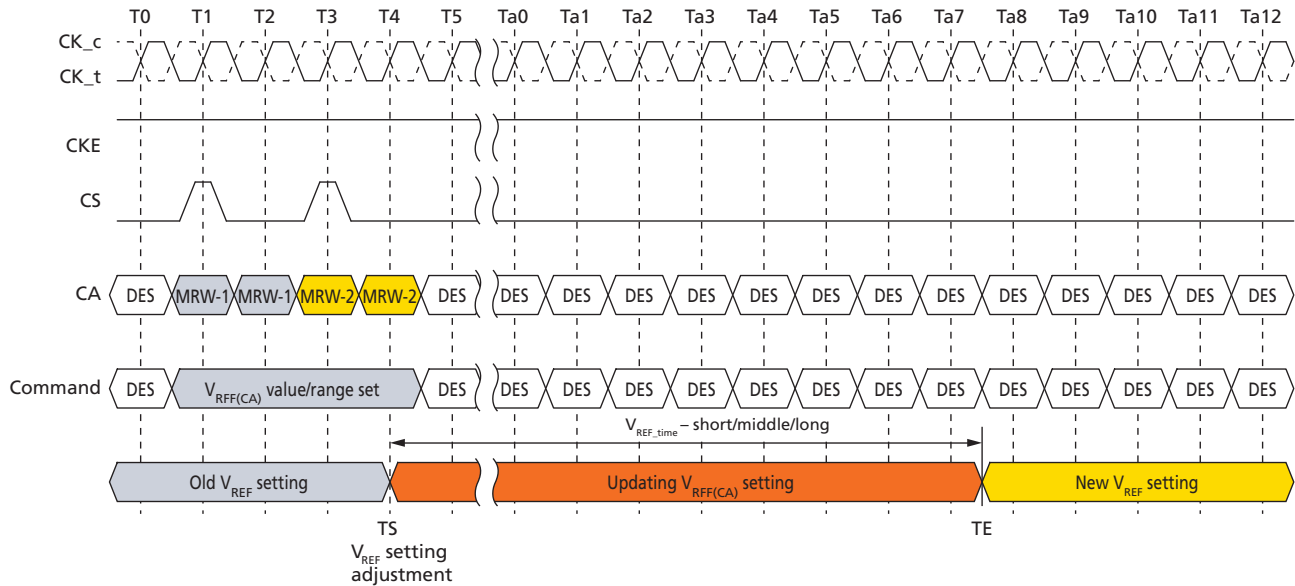 T0 T1 T2 T3 T4 T5 Ta0 Ta1 Ta2 Ta3 Ta4 Ta5 Ta6 Ta7 Ta8 Ta9 Ta10 Ta11 Ta12
CK_c
CK_t
CKE
CS
CA DES MRW-1 MRW-1 MRW-2 MRW-2 DES DES DES DES DES DES DES DES DES DES DES DES DES DES
Command DES VRFF(CA) value/range set DES DES DES DES DES DES DES DES DES DES DES DES DES DES
VREF_time – short/middle/long
Old VREF setting Updating VRFF(CA) setting New VREF setting
TS TE
VREF setting
adjustment